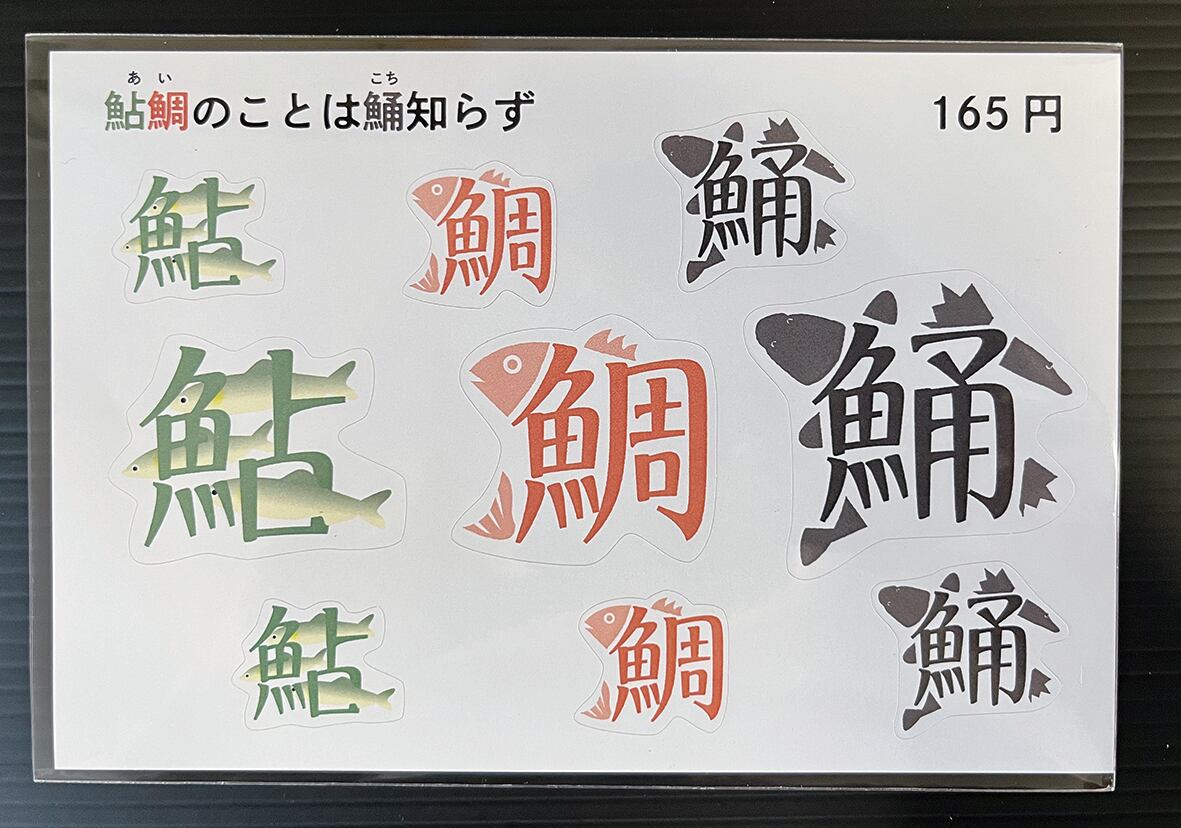 あい こち
鮎鯛のことは鯒知らず
165円
鮎 鯛 鯒
鮎 鯛 鯒
鮎 鯛 鯒